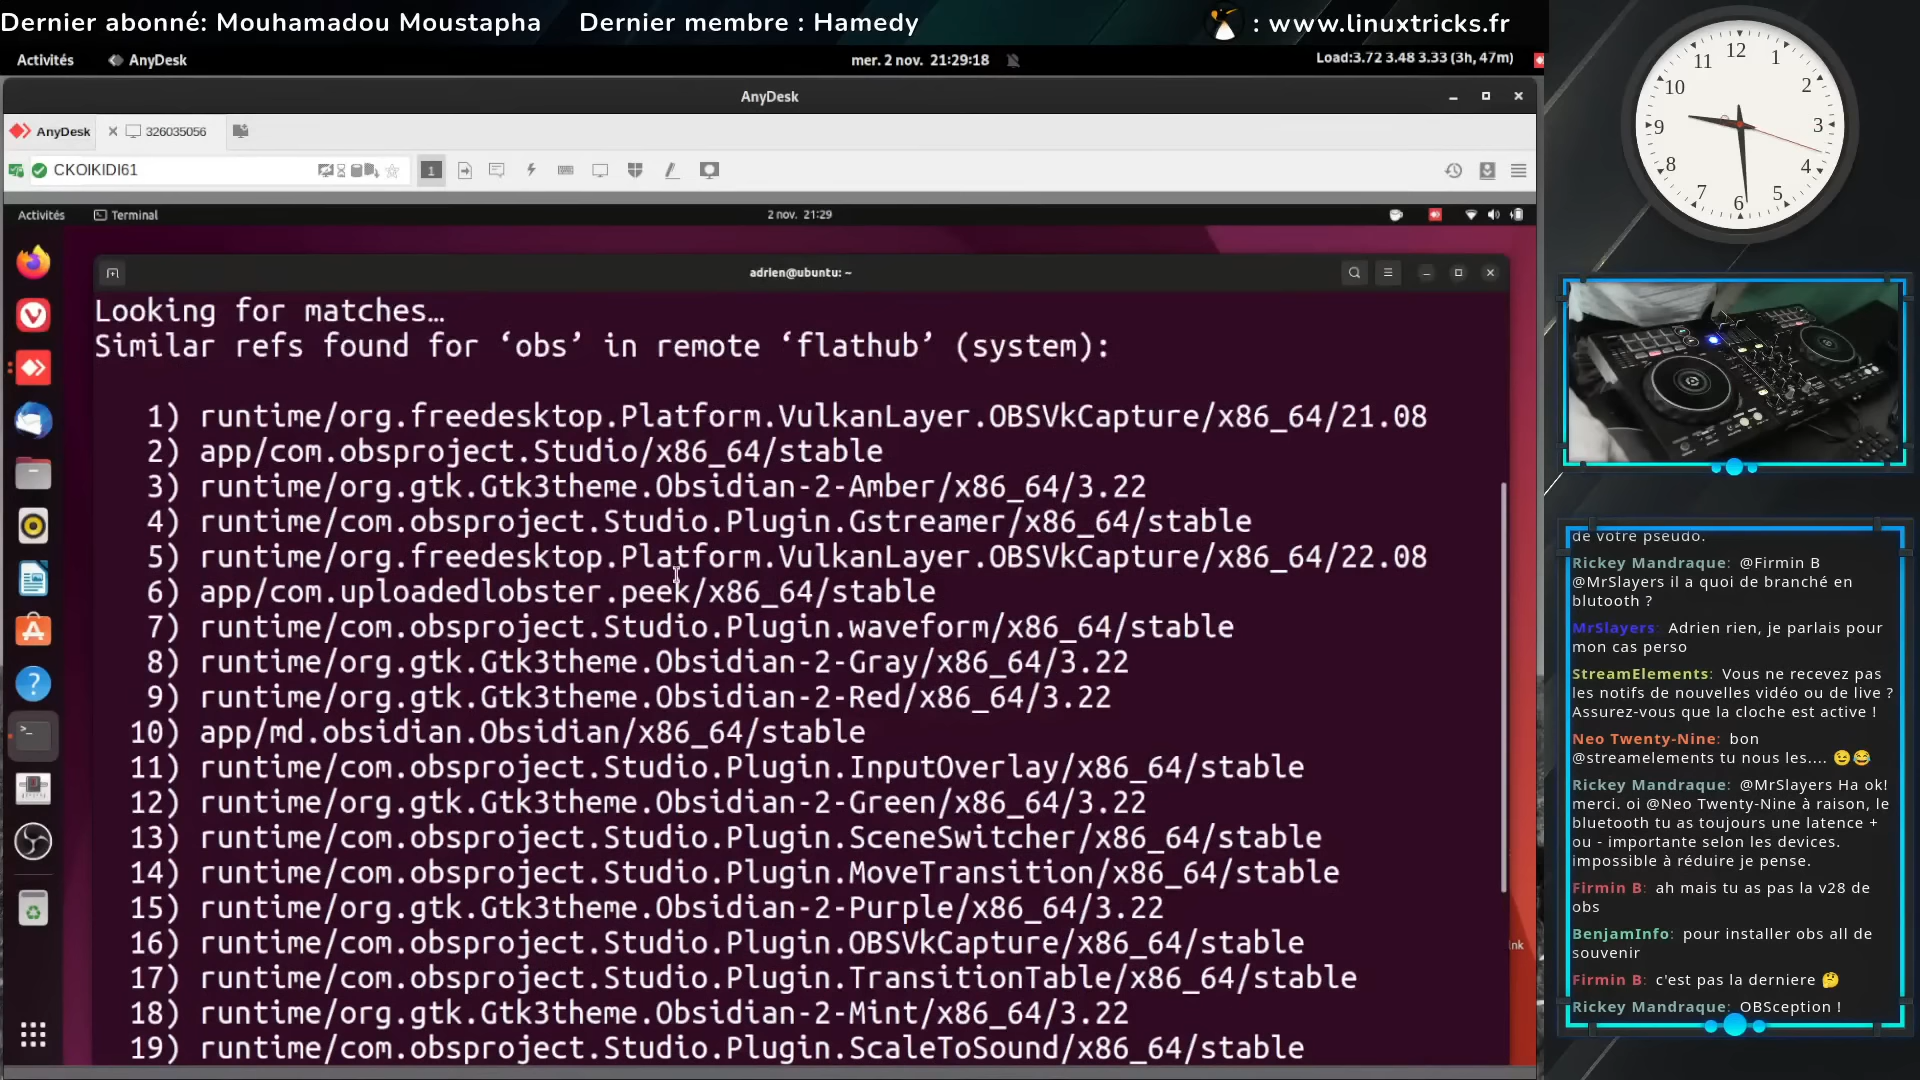 Dernier abonné: Mouhamadou Moustapha Dernier membre : Hamedy : www.linuxtricks.fr
Activités AnyDesk mer. 2 nov. 21:29:18 Load:3.72 3.48 3.33 (3h, 47m)
AnyDesk
AnyDesk 326035056
CKOIKIDI61 1
Activités Terminal 2 nov. 21:29
adrien@ubuntu: ~
Looking for matches…
Similar refs found for ‘obs’ in remote ‘flathub’ (system):
1) runtime/org.freedesktop.Platform.VulkanLayer.OBSVkCapture/x86_64/21.08
2) app/com.obsproject.Studio/x86_64/stable
3) runtime/org.gtk.Gtk3theme.Obsidian-2-Amber/x86_64/3.22
4) runtime/com.obsproject.Studio.Plugin.Gstreamer/x86_64/stable
5) runtime/org.freedesktop.Platform.VulkanLayer.OBSVkCapture/x86_64/22.08
6) app/com.uploadedlobster.peek/x86_64/stable
7) runtime/com.obsproject.Studio.Plugin.waveform/x86_64/stable
8) runtime/org.gtk.Gtk3theme.Obsidian-2-Gray/x86_64/3.22
9) runtime/org.gtk.Gtk3theme.Obsidian-2-Red/x86_64/3.22
10) app/md.obsidian.Obsidian/x86_64/stable
11) runtime/com.obsproject.Studio.Plugin.InputOverlay/x86_64/stable
12) runtime/org.gtk.Gtk3theme.Obsidian-2-Green/x86_64/3.22
13) runtime/com.obsproject.Studio.Plugin.SceneSwitcher/x86_64/stable
14) runtime/com.obsproject.Studio.Plugin.MoveTransition/x86_64/stable
15) runtime/org.gtk.Gtk3theme.Obsidian-2-Purple/x86_64/3.22
16) runtime/com.obsproject.Studio.Plugin.OBSVkCapture/x86_64/stable
17) runtime/com.obsproject.Studio.Plugin.TransitionTable/x86_64/stable
18) runtime/org.gtk.Gtk3theme.Obsidian-2-Mint/x86_64/3.22
19) runtime/com.obsproject.Studio.Plugin.ScaleToSound/x86_64/stable
12
1
2
3
4
5
6
7
8
9
10
11
de votre pseudo.
Rickey Mandraque: @Firmin B
@MrSlayers il a quoi de branché en
blutooth ?
MrSlayers: Adrien rien, je parlais pour
mon cas perso
StreamElements: Vous ne recevez pas
les notifs de nouvelles vidéo ou de live ?
Assurez-vous que la cloche est active !
Neo Twenty-Nine: bon
@streamelements tu nous les.... 😉😂
Rickey Mandraque: @MrSlayers Ha ok!
merci. oi @Neo Twenty-Nine à raison, le
bluetooth tu as toujours une latence +
ou - importante selon les devices.
impossible à réduire je pense.
Firmin B: ah mais tu as pas la v28 de
obs
BenjamInfo: pour installer obs all de
souvenir
Firmin B: c'est pas la derniere 🤔
Rickey Mandraque: OBSception !